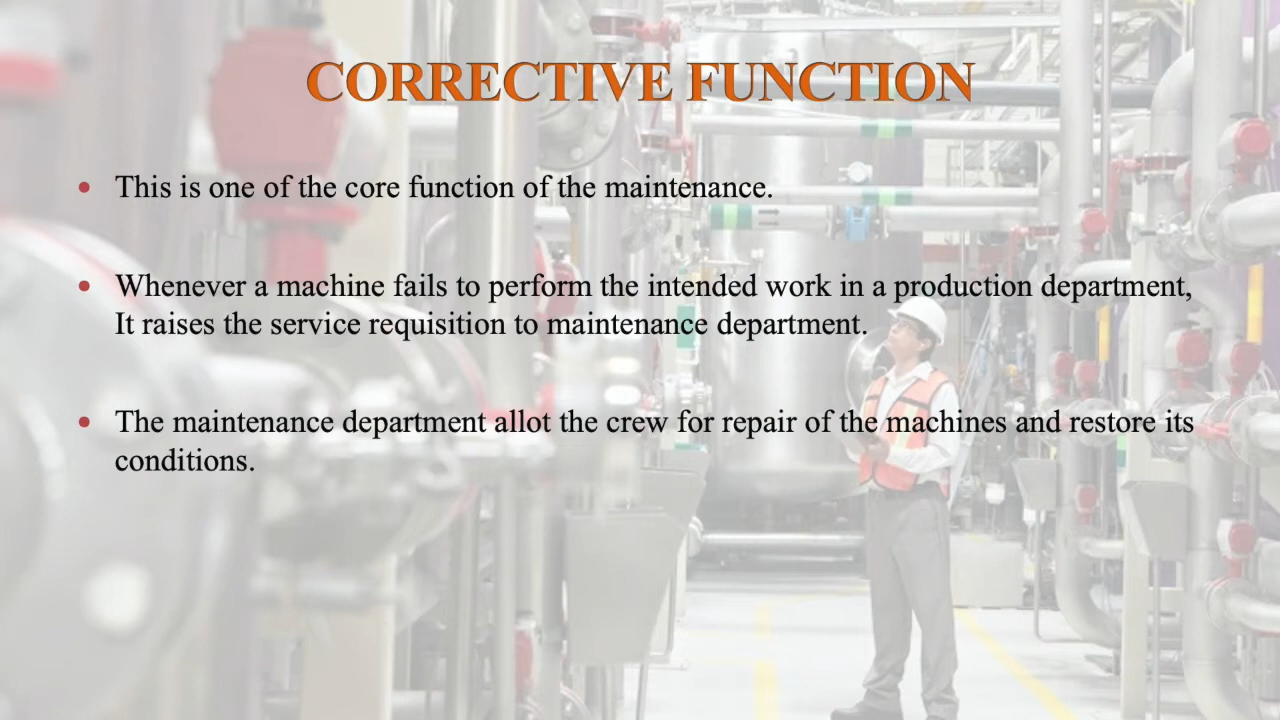 CORRECTIVE FUNCTION
• This is one of the core function of the maintenance.
• Whenever a machine fails to perform the intended work in a production department,
It raises the service requisition to maintenance department.
• The maintenance department allot the crew for repair of the machines and restore its
conditions.